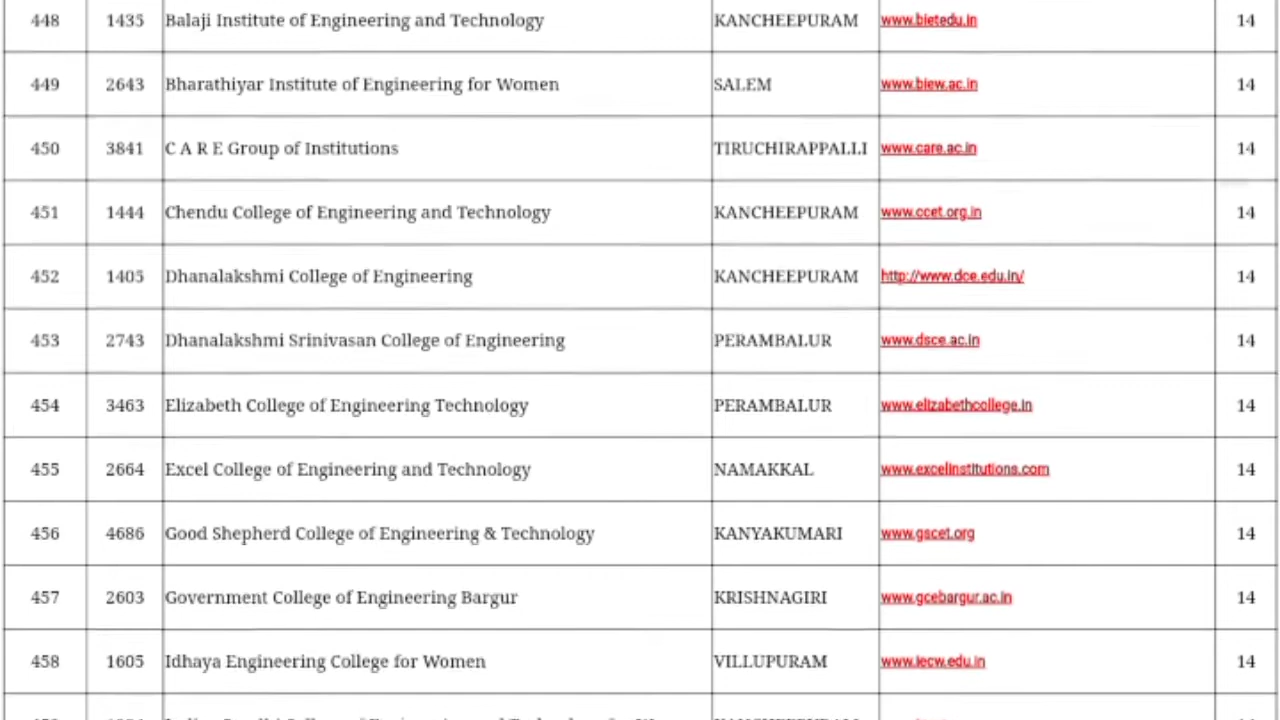 448 1435 Balaji Institute of Engineering and Technology KANCHEEPURAM www.bietedu.in 14
449 2643 Bharathiyar Institute of Engineering for Women SALEM www.biew.ac.in 14
450 3841 C A R E Group of Institutions TIRUCHIRAPPALLI www.care.ac.in 14
451 1444 Chendu College of Engineering and Technology KANCHEEPURAM www.ccet.org.in 14
452 1405 Dhanalakshmi College of Engineering KANCHEEPURAM http://www.dce.edu.in/ 14
453 2743 Dhanalakshmi Srinivasan College of Engineering PERAMBALUR www.dsce.ac.in 14
454 3463 Elizabeth College of Engineering Technology PERAMBALUR www.elizabethcollege.in 14
455 2664 Excel College of Engineering and Technology NAMAKKAL www.excelinstitutions.com 14
456 4686 Good Shepherd College of Engineering & Technology KANYAKUMARI www.gscet.org 14
457 2603 Government College of Engineering Bargur KRISHNAGIRI www.gcebargur.ac.in 14
458 1605 Idhaya Engineering College for Women VILLUPURAM www.iecw.edu.in 14